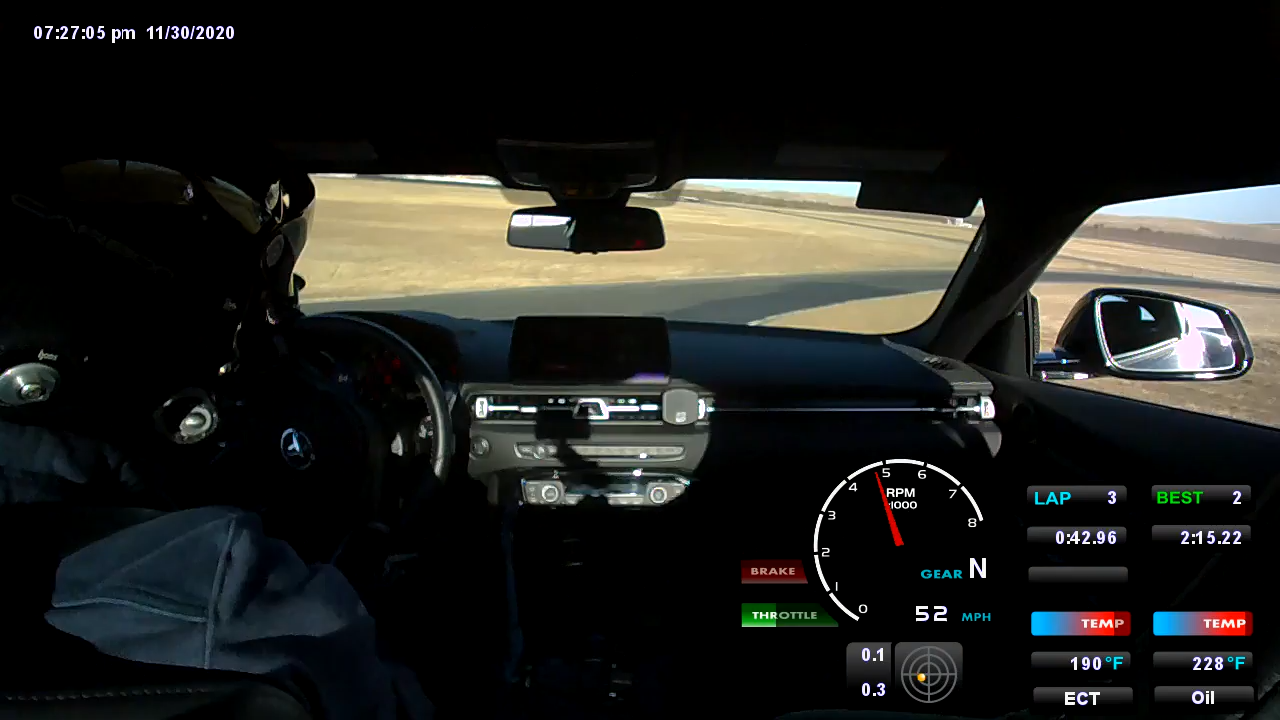 07:27:05 pm 11/30/2020
RPM
x1000
0
1
2
3
4
5
6
7
8
GEAR N
52 MPH
BRAKE
THROTTLE
0.1
0.3
LAP 3
0:42.96
BEST 2
2:15.22
TEMP
190 °F
ECT
TEMP
228 °F
Oil